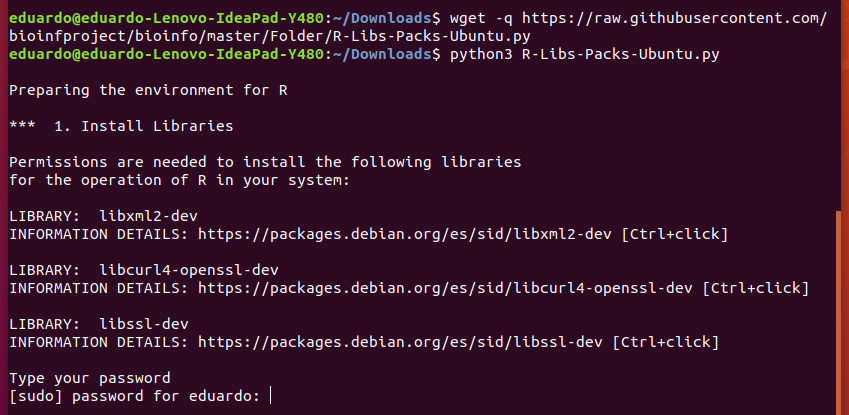 eduardo@eduardo-Lenovo-IdeaPad-Y480:~/Downloads$ wget -q https://raw.githubusercontent.com/
bioinfproject/bioinfo/master/Folder/R-Libs-Packs-Ubuntu.py
eduardo@eduardo-Lenovo-IdeaPad-Y480:~/Downloads$ python3 R-Libs-Packs-Ubuntu.py
Preparing the environment for R
***  1. Install Libraries
Permissions are needed to install the following libraries
for the operation of R in your system:
LIBRARY:  libxml2-dev
INFORMATION DETAILS: https://packages.debian.org/es/sid/libxml2-dev [Ctrl+click]
LIBRARY:  libcurl4-openssl-dev
INFORMATION DETAILS: https://packages.debian.org/es/sid/libcurl4-openssl-dev [Ctrl+click]
LIBRARY:  libssl-dev
INFORMATION DETAILS: https://packages.debian.org/es/sid/libssl-dev [Ctrl+click]
Type your password
[sudo] password for eduardo: